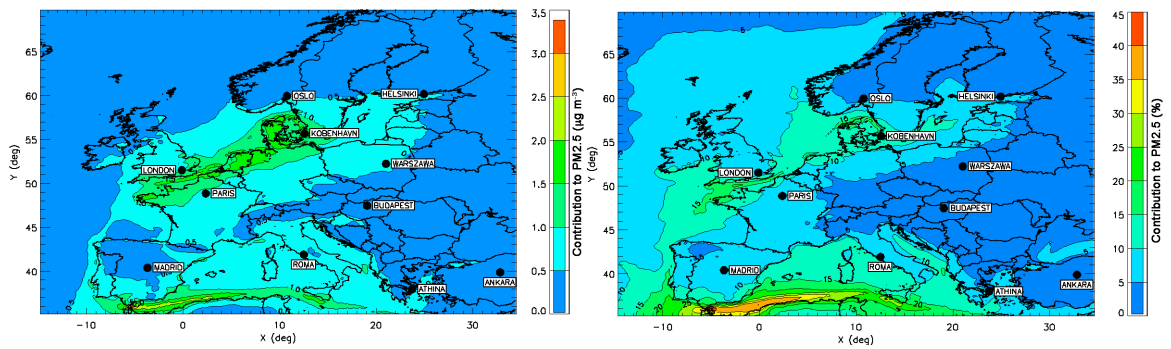 65
60
55
50
45
40
Y (deg)
-10
0
10
20
30
X (deg)
OSLO
HELSINKI
KOBENHAVN
LONDON
WARSZAWA
PARIS
BUDAPEST
MADRID
ROMA
ATHINA
ANKARA
0.5
3.5
3.0
2.5
2.0
1.5
1.0
0.5
0.0
Contribution to PM2.5 (µg m⁻³)
65
60
55
50
45
40
Y (deg)
-10
0
10
20
30
X (deg)
OSLO
HELSINKI
KOBENHAVN
LONDON
WARSZAWA
PARIS
BUDAPEST
MADRID
ROMA
ATHINA
ANKARA
15
45
40
35
30
25
20
15
10
5
0
Contribution to PM2.5 (%)